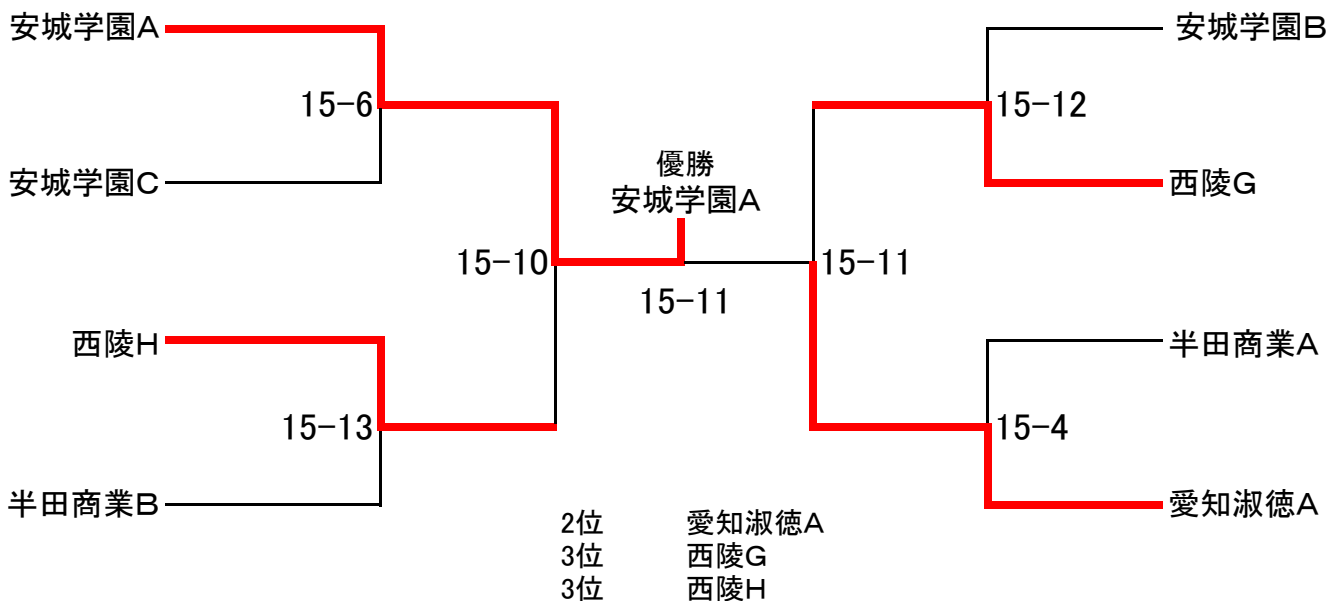 安城学園A
安城学園B
15-6
15-12
安城学園C
優勝
安城学園A
西陵G
15-10
15-11
15-11
西陵H
半田商業A
15-13
15-4
半田商業B
愛知淑徳A
2位 愛知淑徳A
3位 西陵G
3位 西陵H